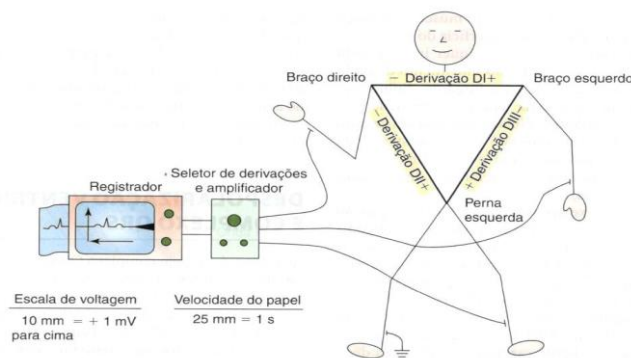 Braço direito
− Derivação DI+
Braço esquerdo
− Derivação DII+
+ Derivação DIII−
Perna
esquerda
Seletor de derivações
e amplificador
Registrador
Escala de voltagem
10 mm = + 1 mV
para cima
Velocidade do papel
25 mm = 1 s